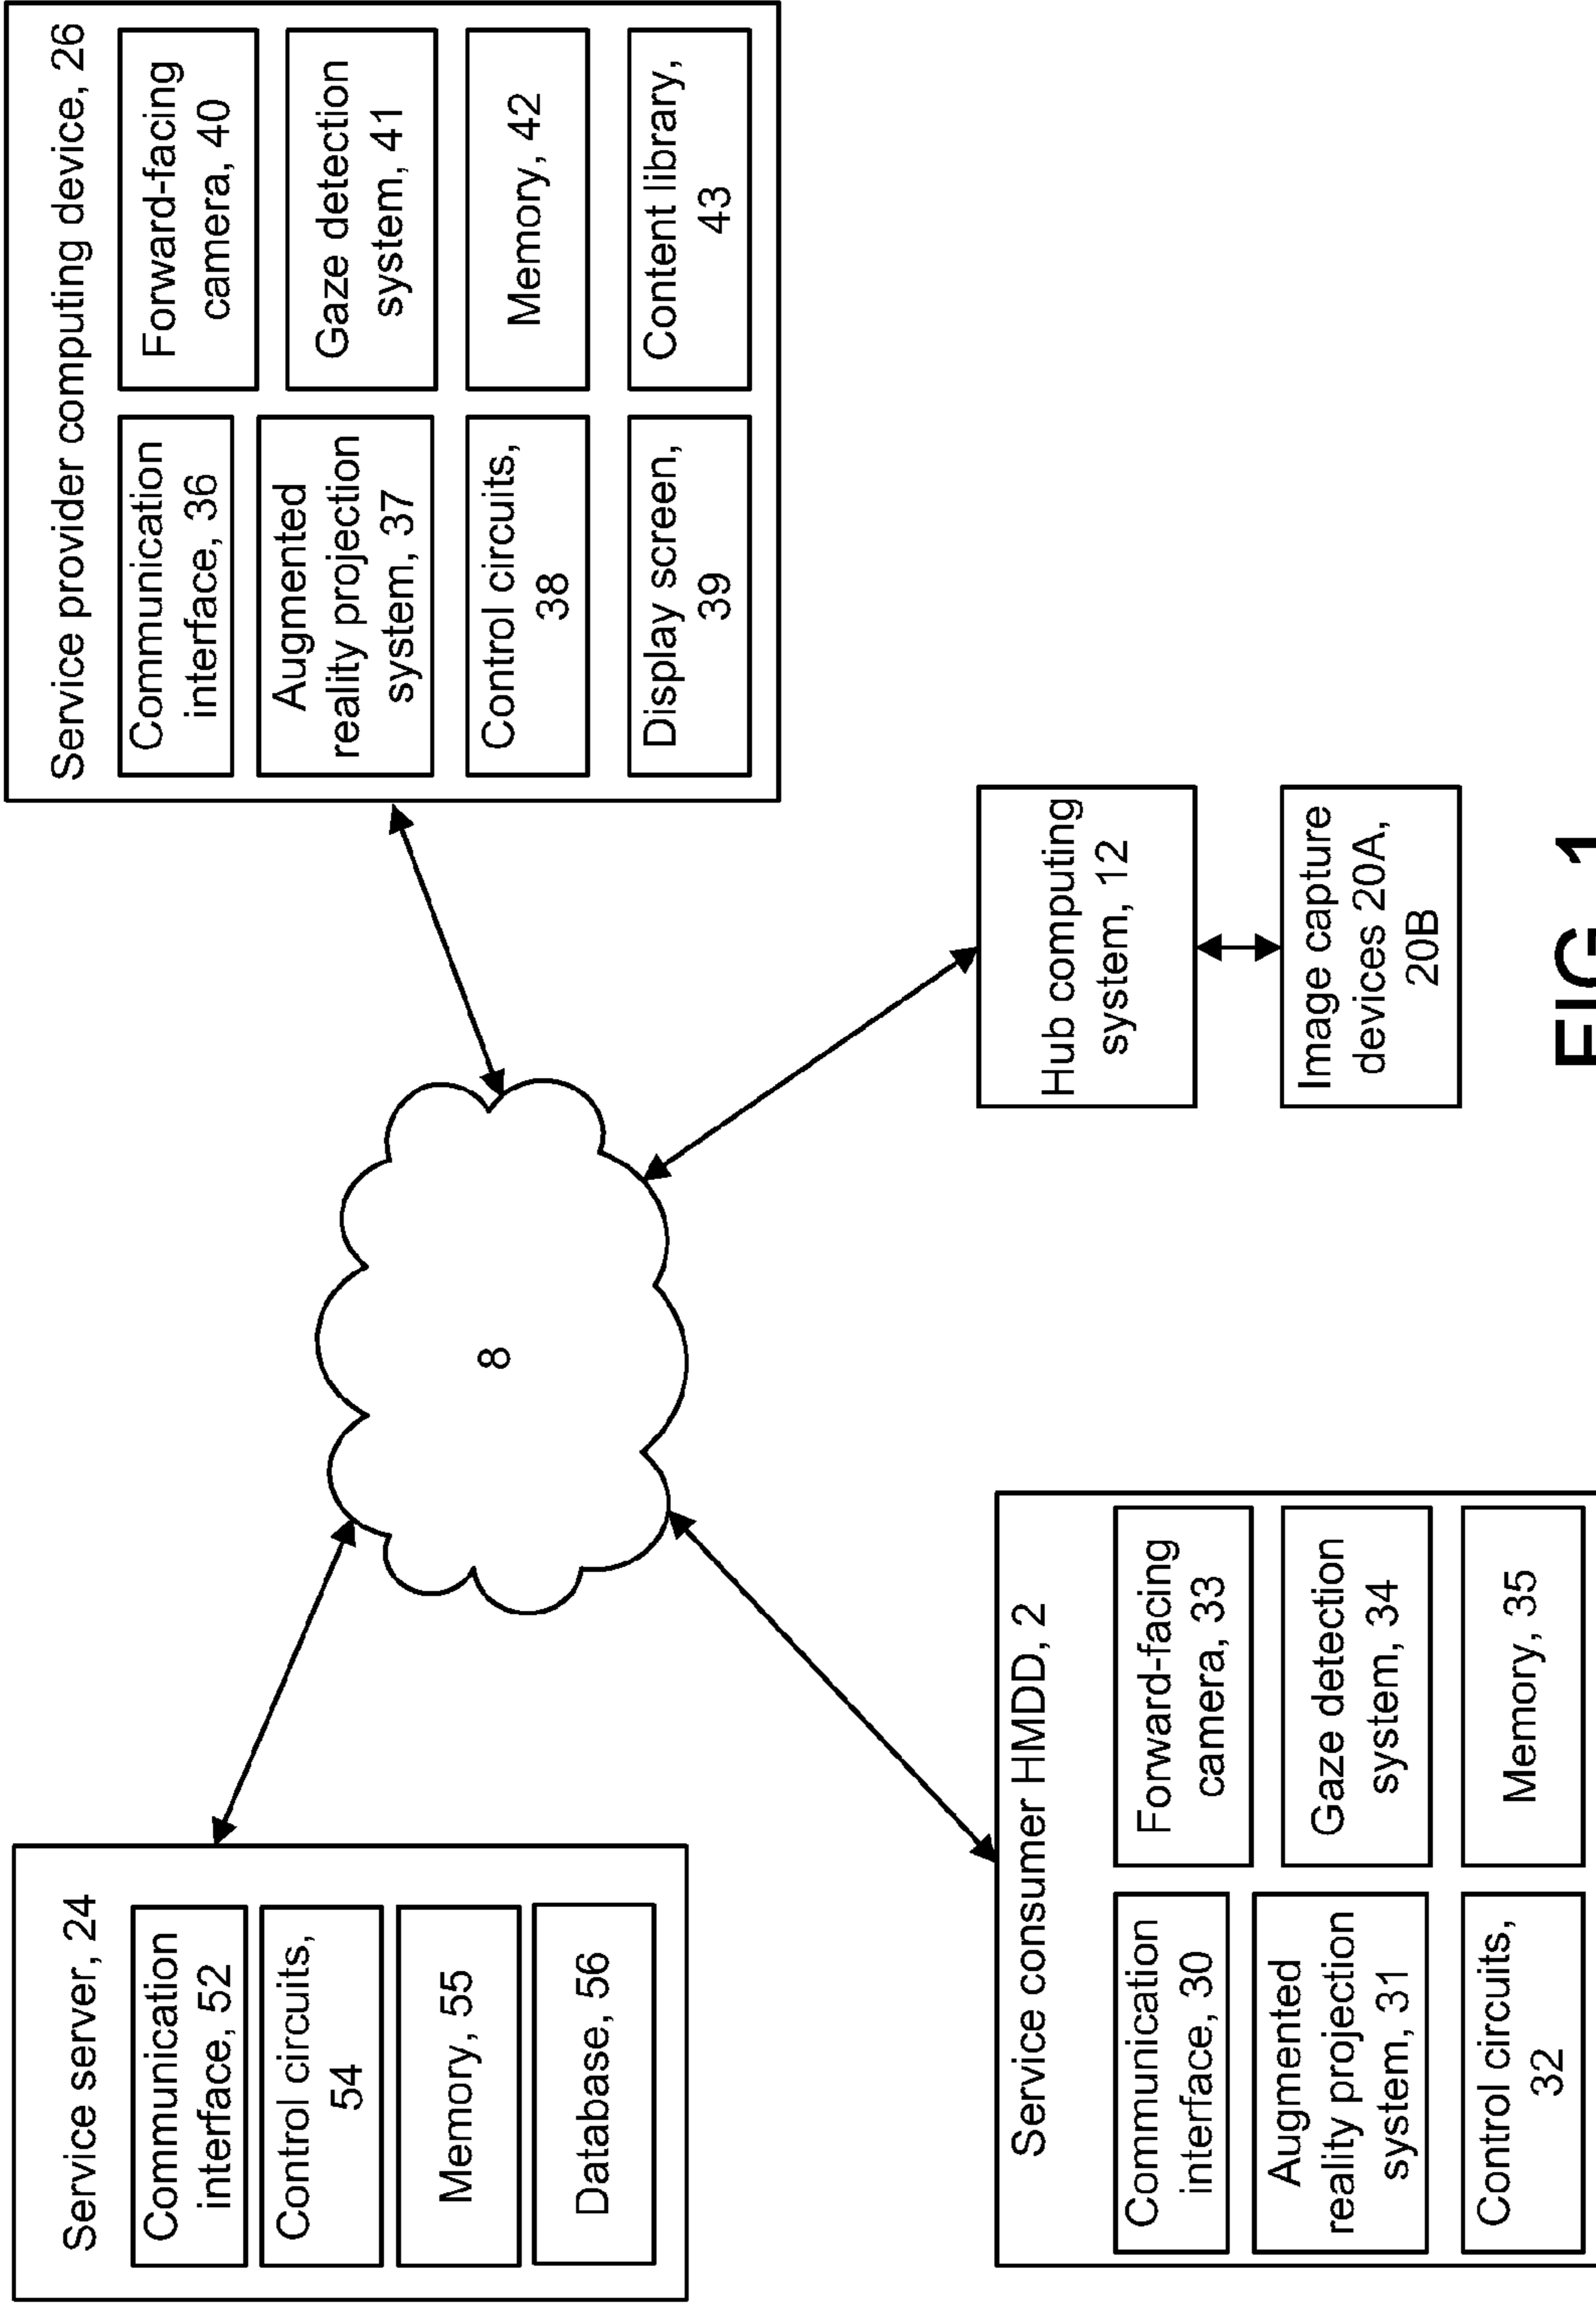 Service server, 24
Communication
interface, 52
Control circuits,
54
Memory, 55
Database, 56
Service provider computing device, 26
Communication
interface, 36
Augmented
reality projection
system, 37
Control circuits,
38
Display screen,
39
Forward-facing
camera, 40
Gaze detection
system, 41
Memory, 42
Content library,
43
8
Service consumer HMDD, 2
Communication
interface, 30
Augmented
reality projection
system, 31
Control circuits,
32
Forward-facing
camera, 33
Gaze detection
system, 34
Memory, 35
Hub computing
system, 12
Image capture
devices 20A,
20B
FIG. 1